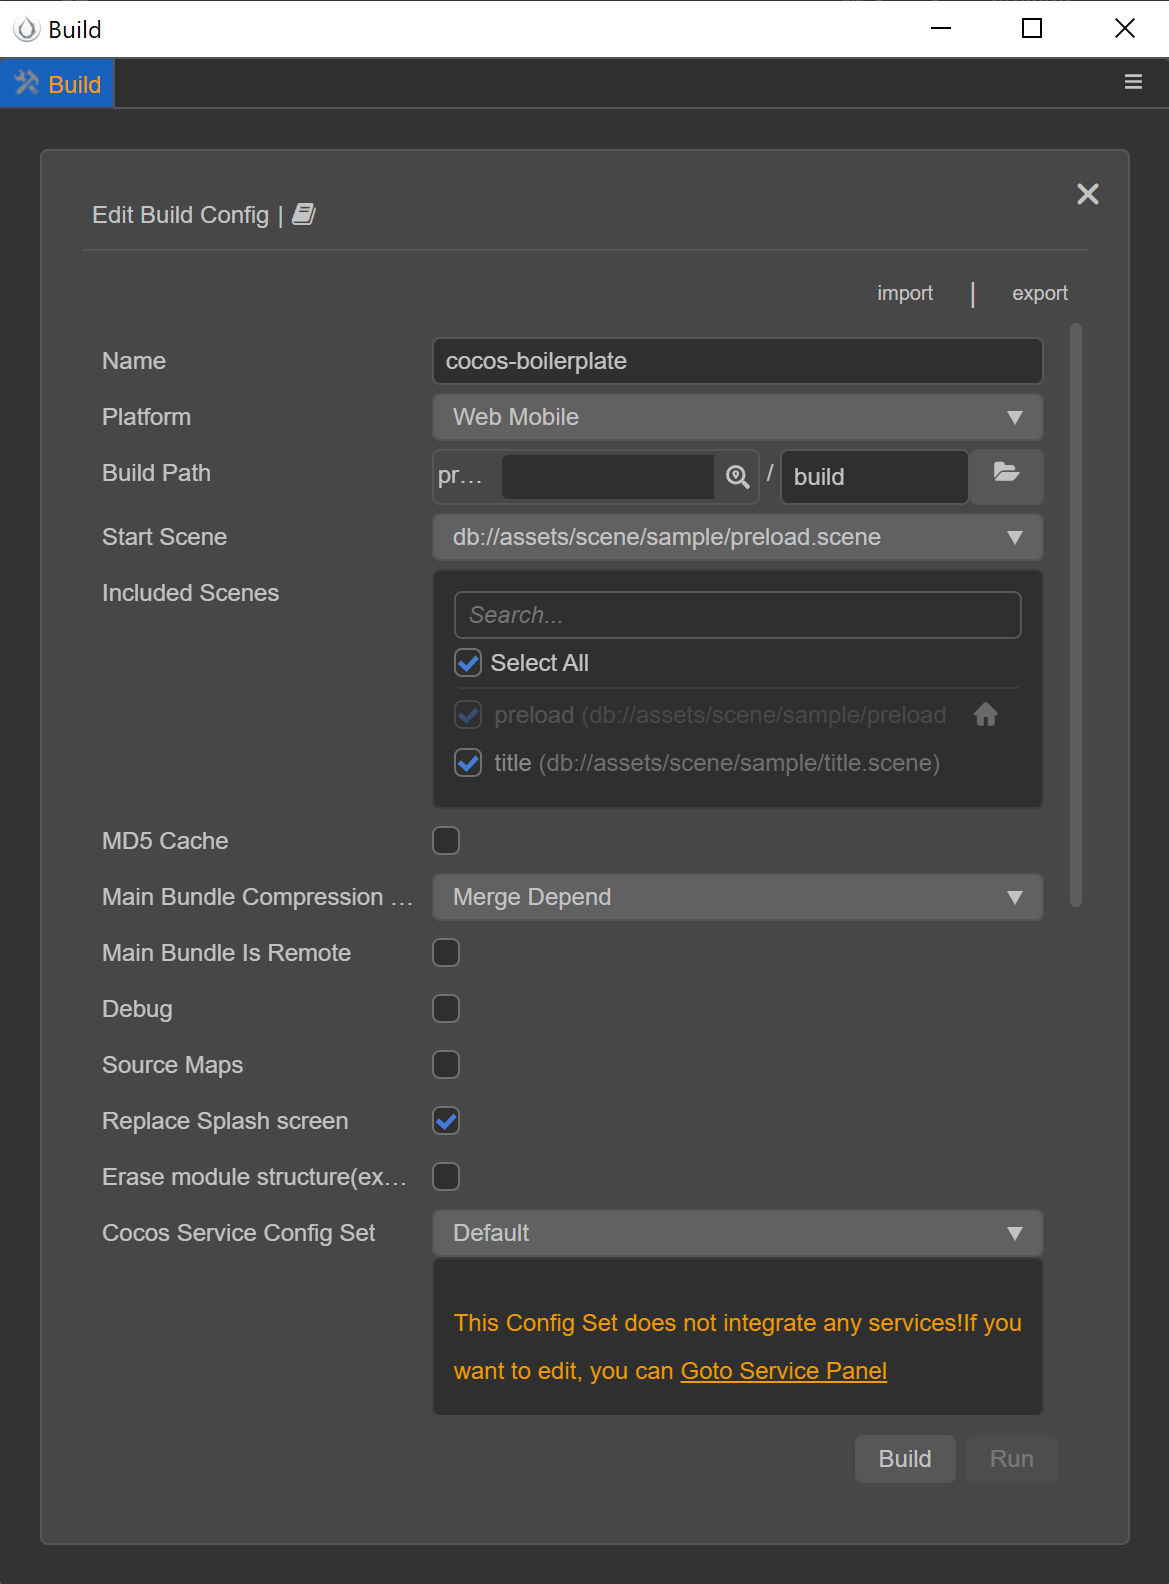 Build
Build
Edit Build Config |
import | export
Name cocos-boilerplate
Platform Web Mobile
Build Path pr... / build
Start Scene db://assets/scene/sample/preload.scene
Included Scenes
Search...
Select All
preload (db://assets/scene/sample/preload.
title (db://assets/scene/sample/title.scene)
MD5 Cache
Main Bundle Compression ... Merge Depend
Main Bundle Is Remote
Debug
Source Maps
Replace Splash screen
Erase module structure(ex...
Cocos Service Config Set Default
This Config Set does not integrate any services!If you
want to edit, you can Goto Service Panel
Build Run